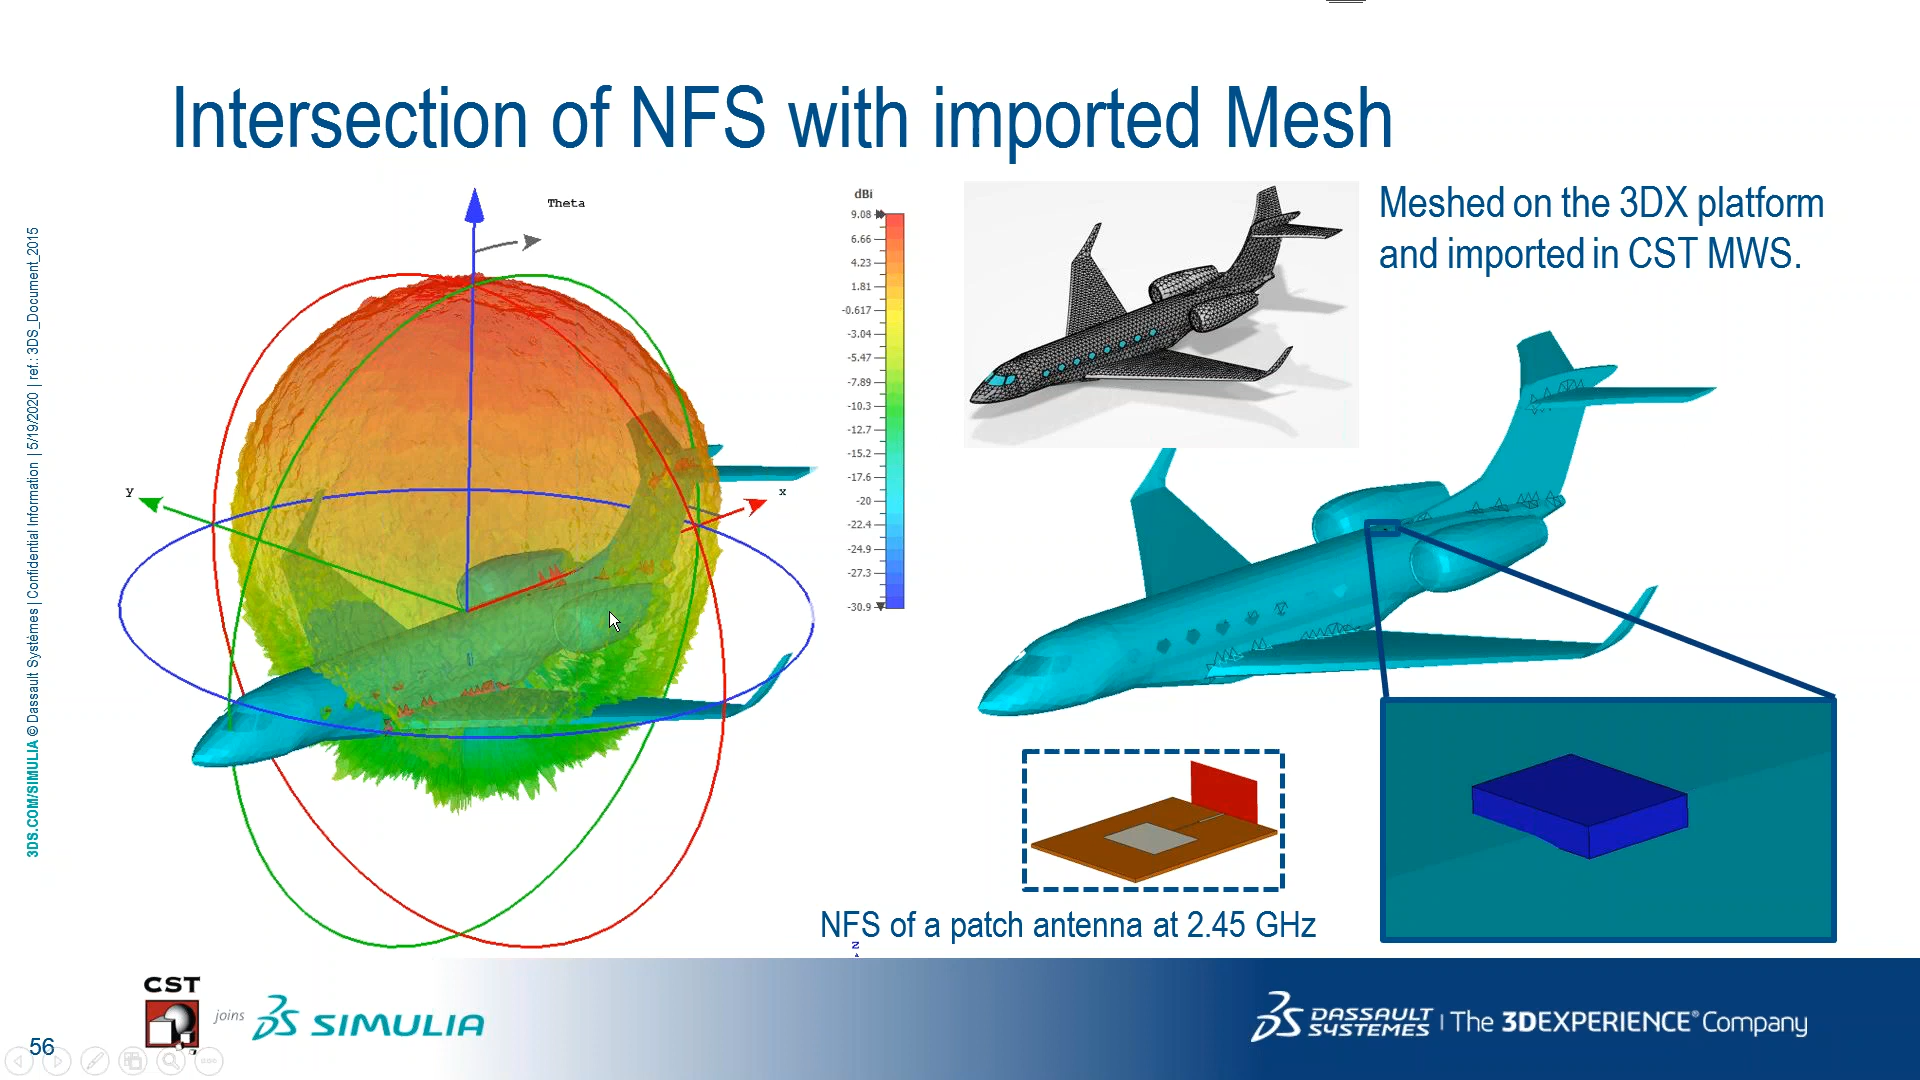 Intersection of NFS with imported Mesh
Theta
y
x
dBi
9.08
6.66
4.23
1.81
-0.617
-3.04
-5.47
-7.89
-10.3
-12.7
-15.2
-17.6
-20
-22.4
-24.9
-27.3
-30.9
Meshed on the 3DX platform
and imported in CST MWS.
NFS of a patch antenna at 2.45 GHz
z
3DS.COM/SIMULIA © Dassault Systèmes | Confidential Information | 5/19/2020 | ref.: 3DS_Document_2015
CST
joins
SIMULIA
DASSAULT
SYSTEMES
The 3DEXPERIENCE® Company
56